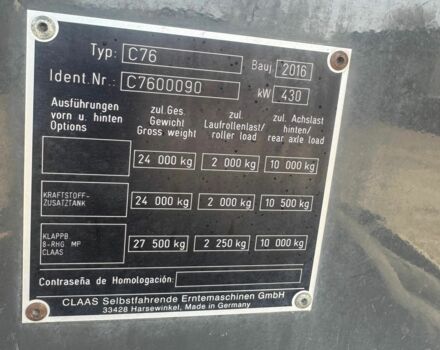 Typ: C76 Bauj. 2016
Ident.Nr.: C7600090 kW 430
Ausführungen vorn u. hinten Options zul.Ges. Gewicht Gross weight zul. Laufrollenlast/ roller load zul. Achslast hinten/ rear axle load
24 000 kg 2 000 kg 10 000 kg
KRAFTSTOFF-ZUSATZTANK 24 000 kg 2 000 kg 10 500 kg
KLAPPB 8-RHG. MP CLAAS 27 500 kg 2 250 kg 10 000 kg
Contraseña de Homologación:
CLAAS Selbstfahrende Erntemaschinen GmbH
33428 Harsewinkel, Made in Germany